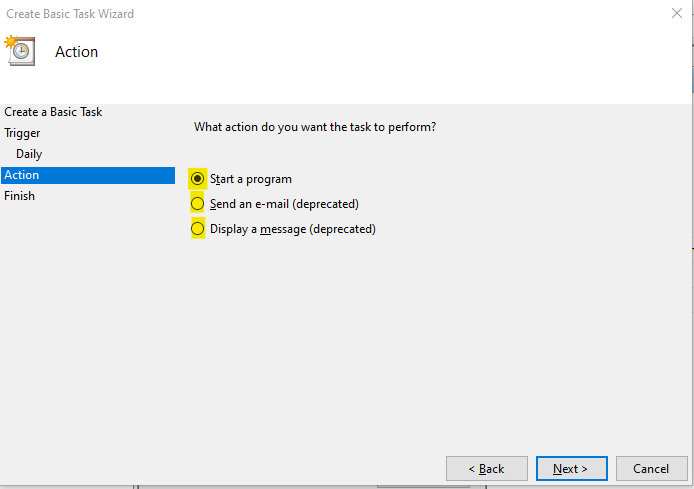 Create Basic Task Wizard
Action
Create a Basic Task
Trigger
Daily
Action
Finish
What action do you want the task to perform?
Start a program
Send an e-mail (deprecated)
Display a message (deprecated)
< Back
Next >
Cancel